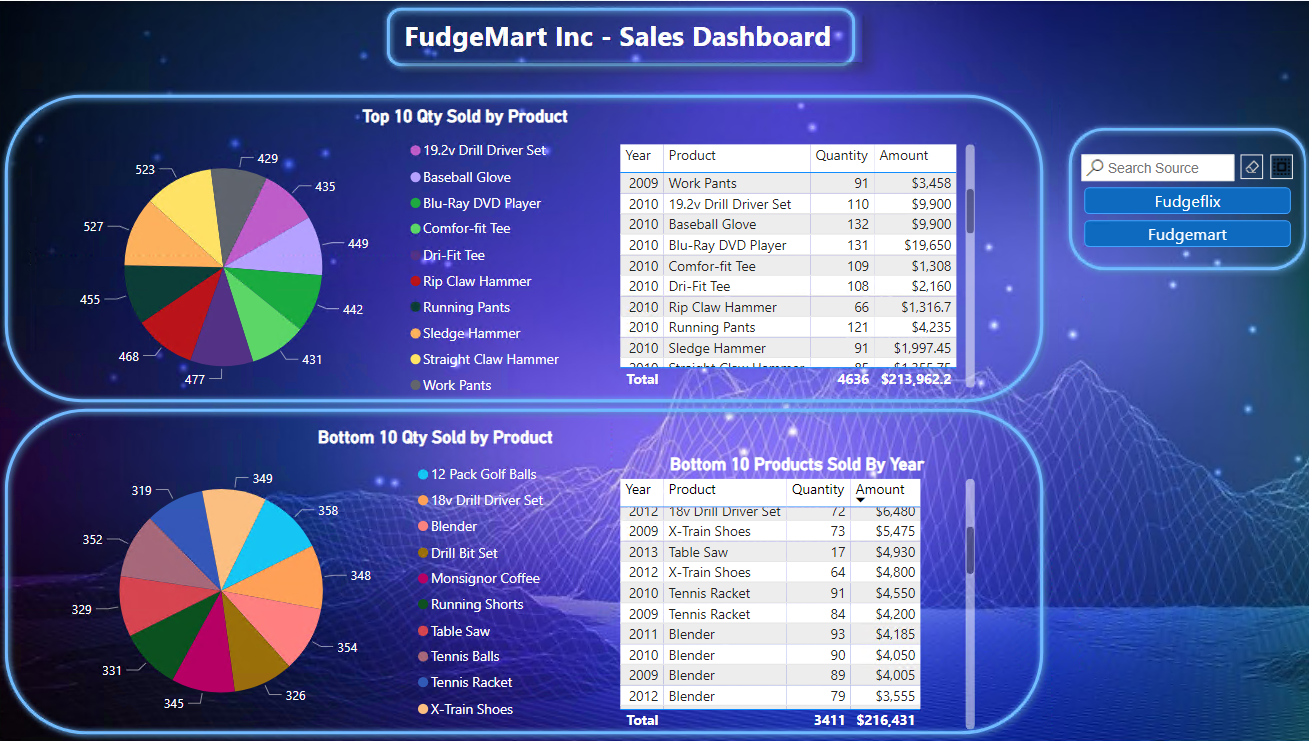 FudgeMart Inc - Sales Dashboard
Top 10 Qty Sold by Product
429
435
449
442
431
477
468
455
527
523
19.2v Drill Driver Set
Baseball Glove
Blu-Ray DVD Player
Comfor-fit Tee
Dri-Fit Tee
Rip Claw Hammer
Running Pants
Sledge Hammer
Straight Claw Hammer
Work Pants
Year Product Quantity Amount
2009 Work Pants 91 $3,458
2010 19.2v Drill Driver Set 110 $9,900
2010 Baseball Glove 132 $9,900
2010 Blu-Ray DVD Player 131 $19,650
2010 Comfor-fit Tee 109 $1,308
2010 Dri-Fit Tee 108 $2,160
2010 Rip Claw Hammer 66 $1,316.7
2010 Running Pants 121 $4,235
2010 Sledge Hammer 91 $1,997.45
2010 Straight Claw Hammer 85 $1,355.75
Total 4636 $213,962.2
Search Source
Fudgeflix
Fudgemart
Bottom 10 Qty Sold by Product
349
358
348
354
326
345
331
329
352
319
12 Pack Golf Balls
18v Drill Driver Set
Blender
Drill Bit Set
Monsignor Coffee
Running Shorts
Table Saw
Tennis Balls
Tennis Racket
X-Train Shoes
Bottom 10 Products Sold By Year
Year Product Quantity Amount
2012 18v Drill Driver Set 72 $6,480
2009 X-Train Shoes 73 $5,475
2013 Table Saw 17 $4,930
2012 X-Train Shoes 64 $4,800
2010 Tennis Racket 91 $4,550
2009 Tennis Racket 84 $4,200
2011 Blender 93 $4,185
2010 Blender 90 $4,050
2009 Blender 89 $4,005
2012 Blender 79 $3,555
Total 3411 $216,431